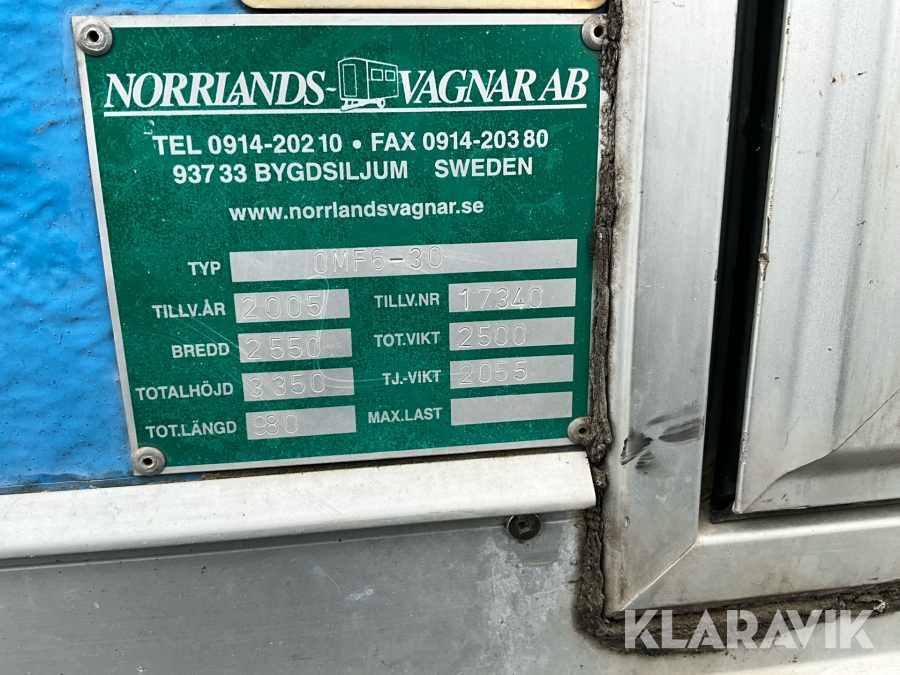 NORRLANDS-VAGNAR AB
TEL 0914-202 10 • FAX 0914-203 80
937 33 BYGDSILJUM SWEDEN
www.norrlandsvagnar.se
TYP OMF6-30
TILLV.ÅR 2005 TILLV.NR 17340
BREDD 2550 TOT.VIKT 2500
TOTALHÖJD 3350 TJ.-VIKT 2055
TOT.LÄNGD 980 MAX.LAST
KLARAVIK